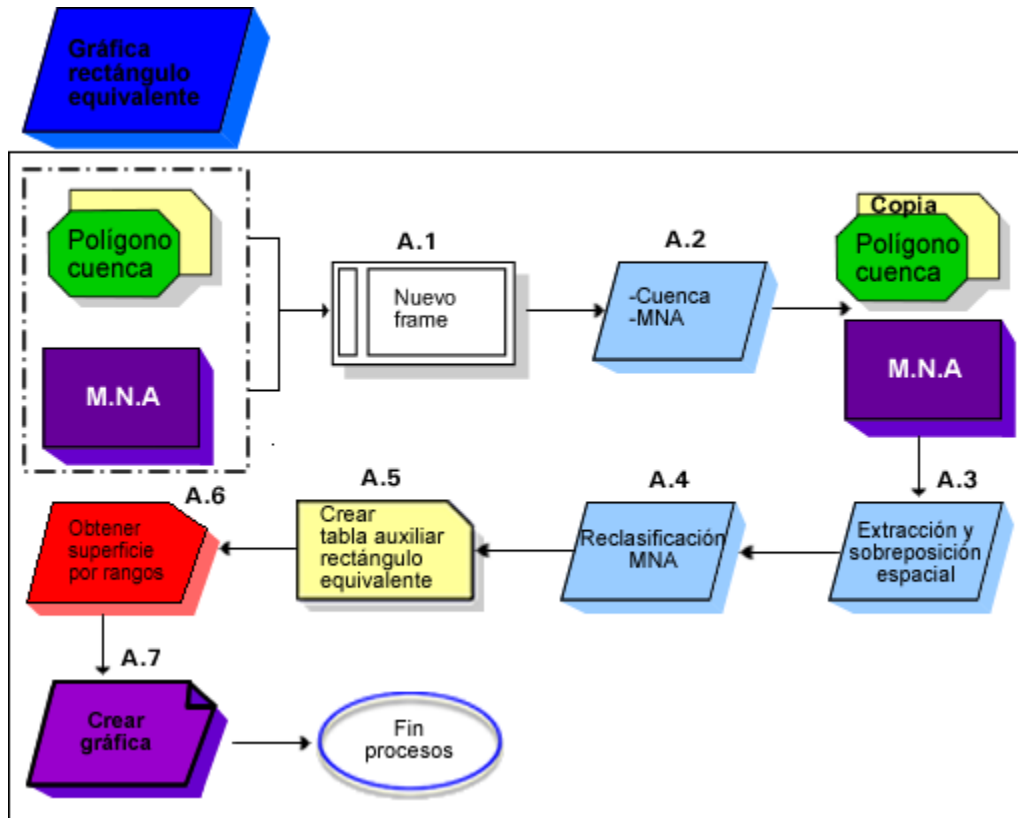 Gráfica
rectángulo
equivalente
Polígono
cuenca
M.N.A
A.1
Nuevo
frame
A.2
-Cuenca
-MNA
Copia
Polígono
cuenca
M.N.A
A.3
Extracción y
sobreposición
espacial
A.4
Reclasificación
MNA
A.5
Crear
tabla auxiliar
rectángulo
equivalente
A.6
Obtener
superficie
por rangos
A.7
Crear
gráfica
Fin
procesos